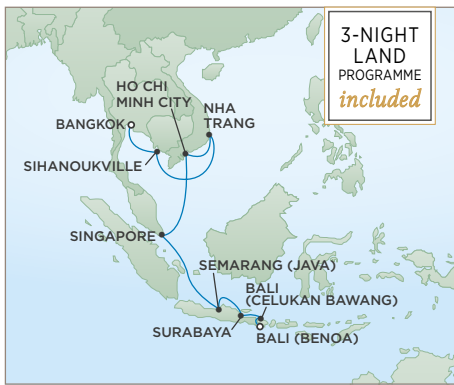 3-NIGHT
LAND
PROGRAMME
included
HO CHI
MINH CITY
NHA
TRANG
BANGKOK
SIHANOUKVILLE
SINGAPORE
SEMARANG (JAVA)
BALI
(CELUKAN BAWANG)
SURABAYA
BALI (BENOA)